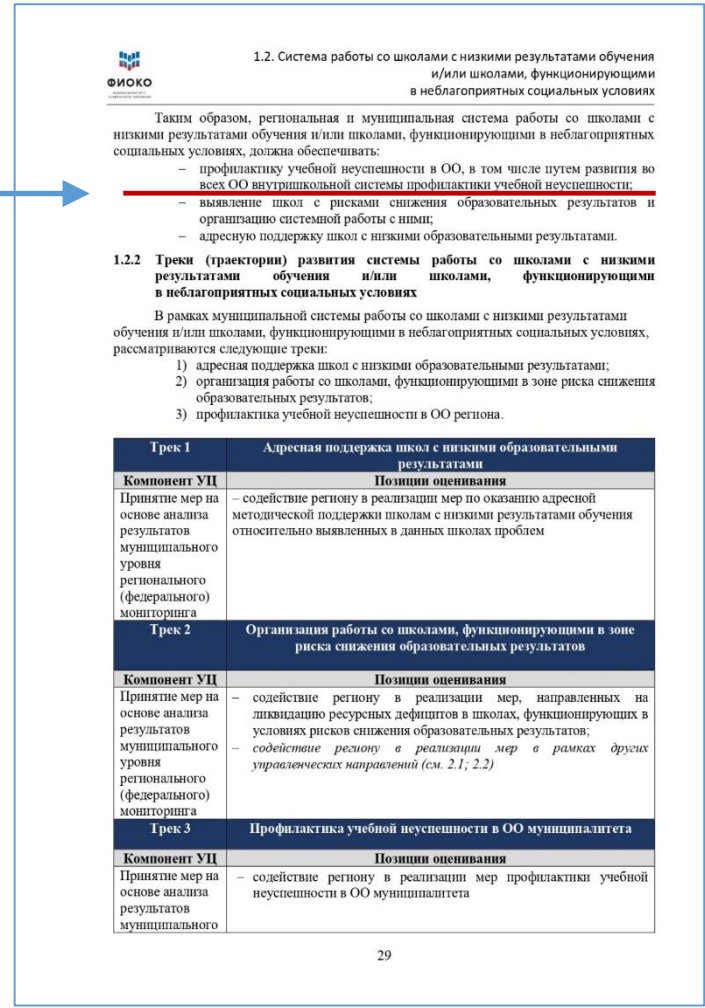 ФИОКО
1.2. Система работы со школами с низкими результатами обучения
и/или школами, функционирующими
в неблагоприятных социальных условиях
Таким образом, региональная и муниципальная система работы со школами с
низкими результатами обучения и/или школами, функционирующими в неблагоприятных
социальных условиях, должна обеспечивать:
– профилактику учебной неуспешности в ОО, в том числе путем развития во
всех ОО внутришкольной системы профилактики учебной неуспешности;
– выявление школ с рисками снижения образовательных результатов и
организацию системной работы с ними;
– адресную поддержку школ с низкими образовательными результатами.
1.2.2 Треки (траектории) развития системы работы со школами с низкими
результатами обучения и/или школами, функционирующими
в неблагоприятных социальных условиях
В рамках муниципальной системы работы со школами с низкими результатами
обучения и/или школами, функционирующими в неблагоприятных социальных условиях,
рассматриваются следующие треки:
1) адресная поддержка школ с низкими образовательными результатами;
2) организация работы со школами, функционирующими в зоне риска снижения
образовательных результатов;
3) профилактика учебной неуспешности в ОО региона.
Трек 1
Адресная поддержка школ с низкими образовательными
результатами
Компонент УЦ
Позиции оценивания
Принятие мер на
основе анализа
результатов
муниципального
уровня
регионального
(федерального)
мониторинга
– содействие региону в реализации мер по оказанию адресной
методической поддержки школам с низкими результатами обучения
относительно выявленных в данных школах проблем
Трек 2
Организация работы со школами, функционирующими в зоне
риска снижения образовательных результатов
Компонент УЦ
Позиции оценивания
Принятие мер на
основе анализа
результатов
муниципального
уровня
регионального
(федерального)
мониторинга
– содействие региону в реализации мер, направленных на
ликвидацию ресурсных дефицитов в школах, функционирующих в
условиях рисков снижения образовательных результатов;
– содействие региону в реализации мер в рамках других
управленческих направлений (см. 2.1; 2.2)
Трек 3
Профилактика учебной неуспешности в ОО муниципалитета
Компонент УЦ
Позиции оценивания
Принятие мер на
основе анализа
результатов
муниципального
– содействие региону в реализации мер профилактики учебной
неуспешности в ОО муниципалитета
29